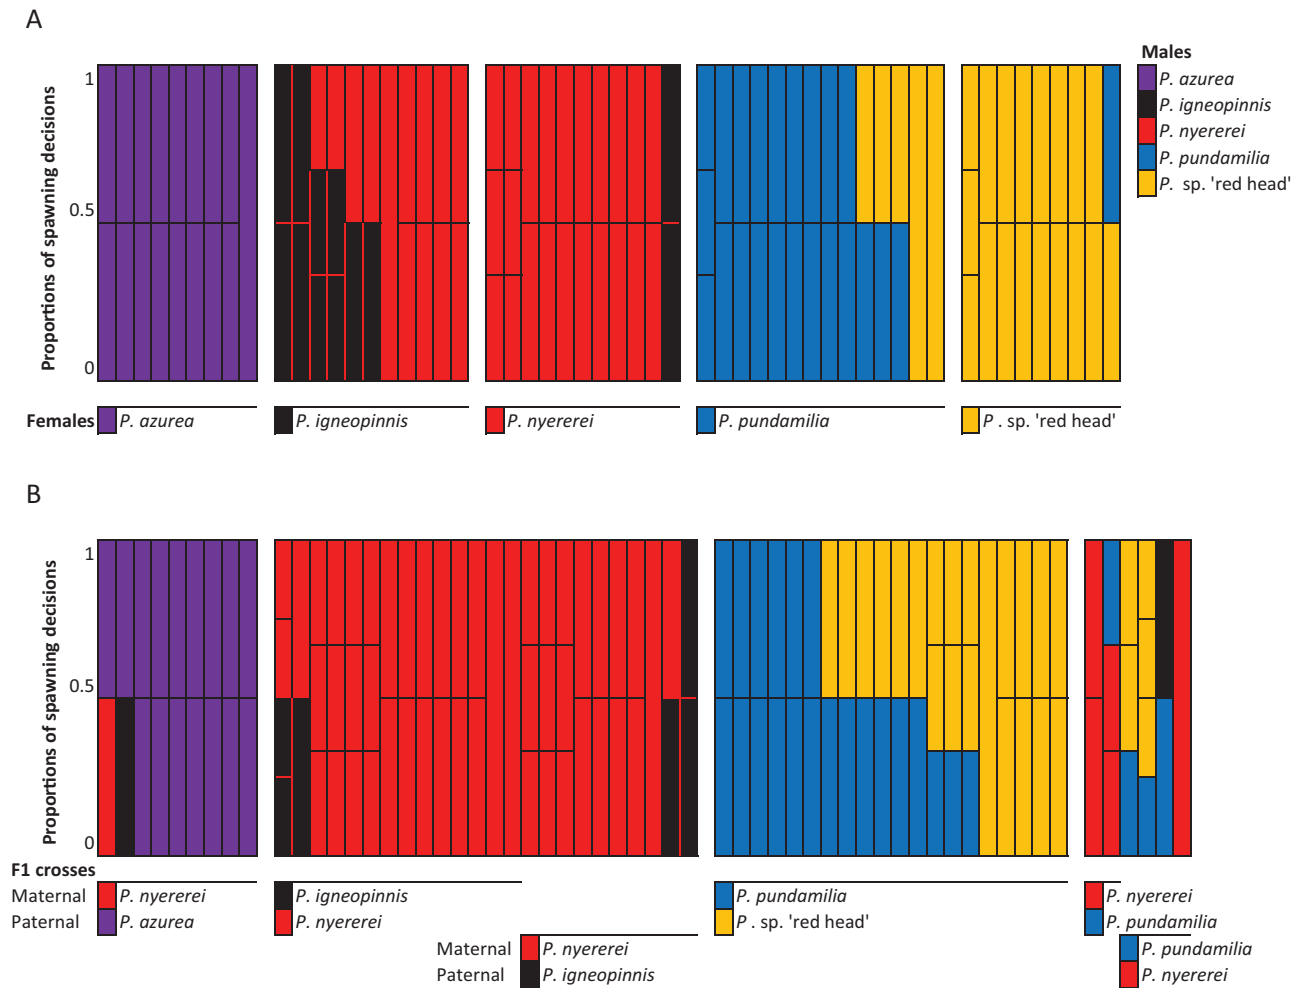 A
Males
P. azurea
P. igneopinnis
P. nyererei
P. pundamilia
P. sp. 'red head'
Proportions of spawning decisions
1
0.5
0
Females P. azurea P. igneopinnis P. nyererei P. pundamilia P . sp. 'red head'
B
Proportions of spawning decisions
1
0.5
0
F1 crosses
Maternal P. nyererei P. igneopinnis P. pundamilia P. nyererei
Paternal P. azurea P. nyererei P . sp. 'red head' P. pundamilia
Maternal P. nyererei P. pundamilia
Paternal P. igneopinnis P. nyererei